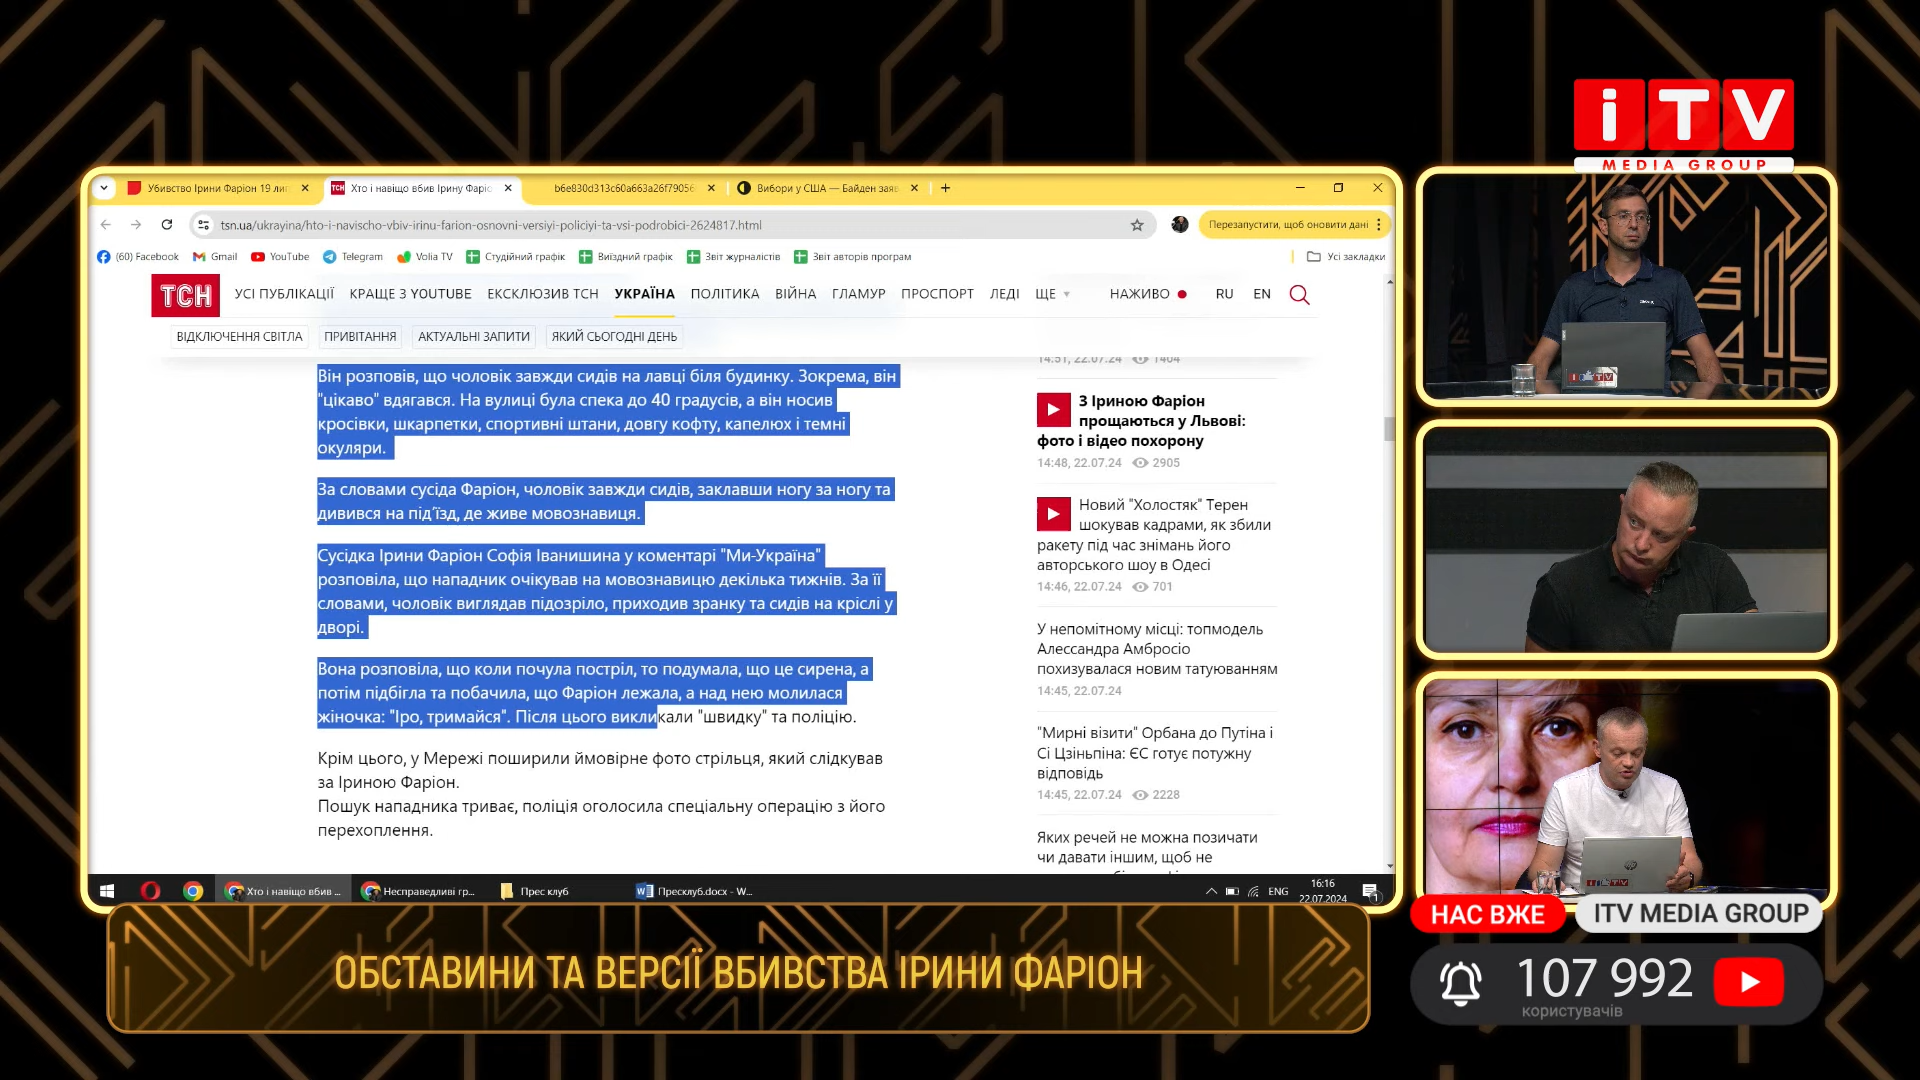 iTV
MEDIA GROUP
Убивство Ірини Фаріон 19 лип
Хто і навіщо вбив Ірину Фаріо
b6e830d313c60a663a26f79056
Вибори у США — Байден заяв
tsn.ua/ukrayina/hto-i-navischo-vbiv-irinu-farion-osnovni-versiyi-policiyi-ta-vsi-podrobici-2624817.html
Перезапустити, щоб оновити дані
(60) Facebook
Gmail
YouTube
Telegram
Volia TV
Студійний графік
Виїздний графік
Звіт журналістів
Звіт авторів програм
Усі закладки
ТСН
УСІ ПУБЛІКАЦІЇ
КРАЩЕ З YOUTUBE
ЕКСКЛЮЗИВ ТСН
УКРАЇНА
ПОЛІТИКА
ВІЙНА
ГЛАМУР
ПРОСПОРТ
ЛЕДІ
ЩЕ
НАЖИВО
RU
EN
ВІДКЛЮЧЕННЯ СВІТЛА
ПРИВІТАННЯ
АКТУАЛЬНІ ЗАПИТИ
ЯКИЙ СЬОГОДНІ ДЕНЬ
Він розповів, що чоловік завжди сидів на лавці біля будинку. Зокрема, він
"цікаво" вдягався. На вулиці була спека до 40 градусів, а він носив
кросівки, шкарпетки, спортивні штани, довгу кофту, капелюх і темні
окуляри.
За словами сусіда Фаріон, чоловік завжди сидів, заклавши ногу за ногу та
дивився на під'їзд, де живе мовознавиця.
Сусідка Ірини Фаріон Софія Іванишина у коментарі "Ми-Україна"
розповіла, що нападник очікував на мовознавицю декілька тижнів. За її
словами, чоловік виглядав підозріло, приходив зранку та сидів на кріслі у
дворі.
Вона розповіла, що коли почула постріл, то подумала, що це сирена, а
потім підбігла та побачила, що Фаріон лежала, а над нею молилася
жіночка: "Іро, тримайся". Після цього викликали "швидку" та поліцію.
Крім цього, у Мережі поширили ймовірне фото стрільця, який слідкував
за Іриною Фаріон.
Пошук нападника триває, поліція оголосила спеціальну операцію з його
перехоплення.
14:51, 22.07.24 1404
З Іриною Фаріон
прощаються у Львові:
фото і відео похорону
14:48, 22.07.24 2905
Новий "Холостяк" Терен
шокував кадрами, як збили
ракету під час знімань його
авторського шоу в Одесі
14:46, 22.07.24 701
У непомітному місці: топмодель
Алессандра Амбросіо
похизувалася новим татуюванням
14:45, 22.07.24
"Мирні візити" Орбана до Путіна і
Сі Цзіньпіна: ЄС готує потужну
відповідь
14:45, 22.07.24 2228
Яких речей не можна позичати
чи давати іншим, щоб не
Хто і навіщо вбив ...
Несправедливі гр...
Прес клуб
Пресклуб.docx - W...
ENG
16:16
22.07.2024
1
ОБСТАВИНИ ТА ВЕРСІЇ ВБИВСТВА ІРИНИ ФАРІОН
НАС ВЖЕ
ITV MEDIA GROUP
107 992
користувачів